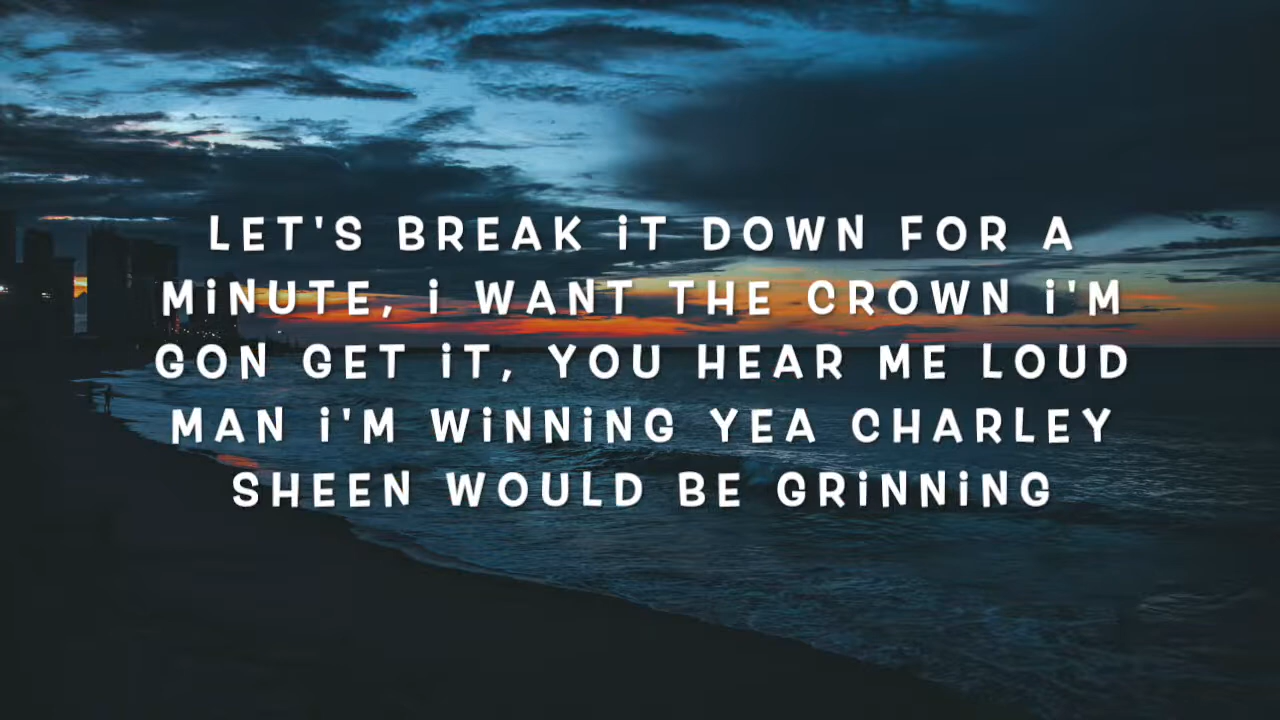 LET'S BREAK iT DOWN FOR A
MiNUTE, i WANT THE CROWN i'M
GON GET iT, YOU HEAR ME LOUD
MAN i'M WiNNiNG YEA CHARLEY
SHEEN WOULD BE GRiNNiNG